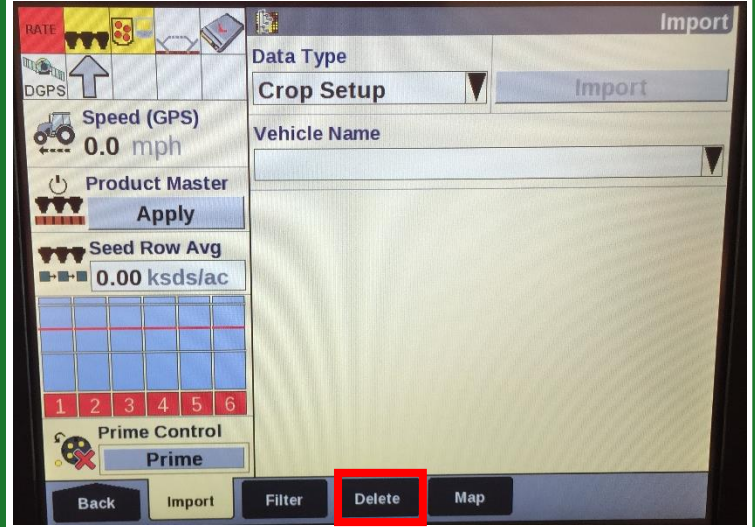 RATE
Import
DGPS
Data Type
Crop Setup
Import
Speed (GPS)
0.0 mph
Vehicle Name
Product Master
Apply
Seed Row Avg
0.00 ksds/ac
1 2 3 4 5 6
Prime Control
Prime
Back
Import
Filter
Delete
Map